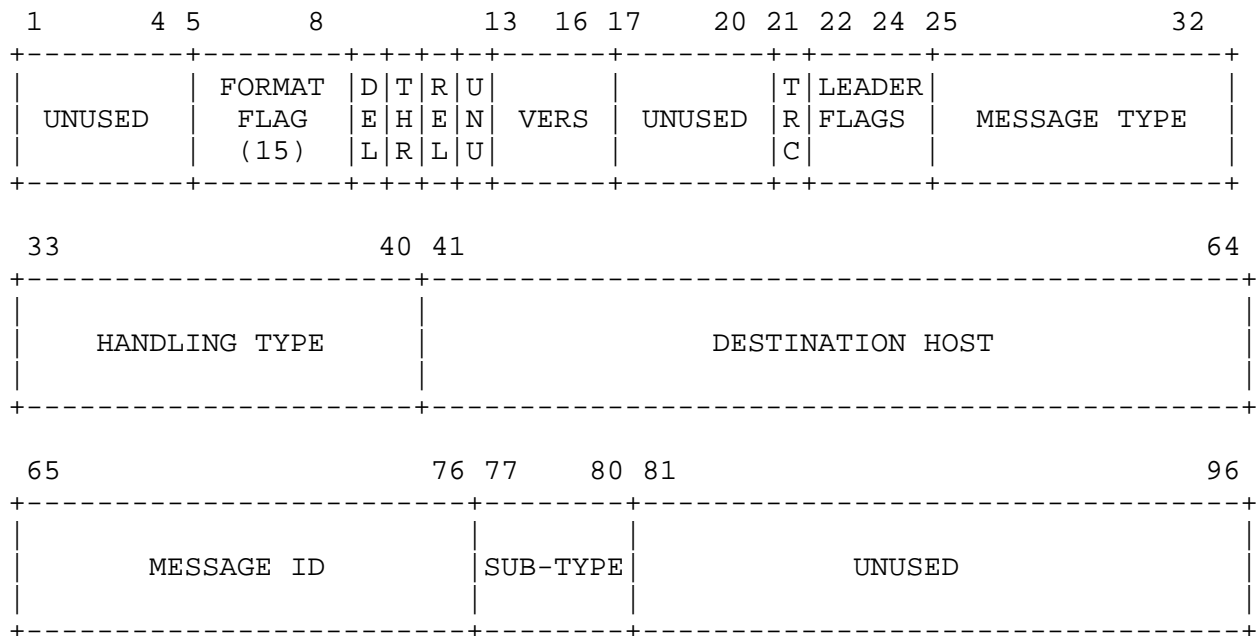 1 4 5 8 13 16 17 20 21 22 24 25 32
FORMAT D T R U T LEADER
UNUSED FLAG E H E N VERS UNUSED R FLAGS MESSAGE TYPE
(15) L R L U C
33 40 41 64
HANDLING TYPE DESTINATION HOST
65 76 77 80 81 96
MESSAGE ID SUB-TYPE UNUSED